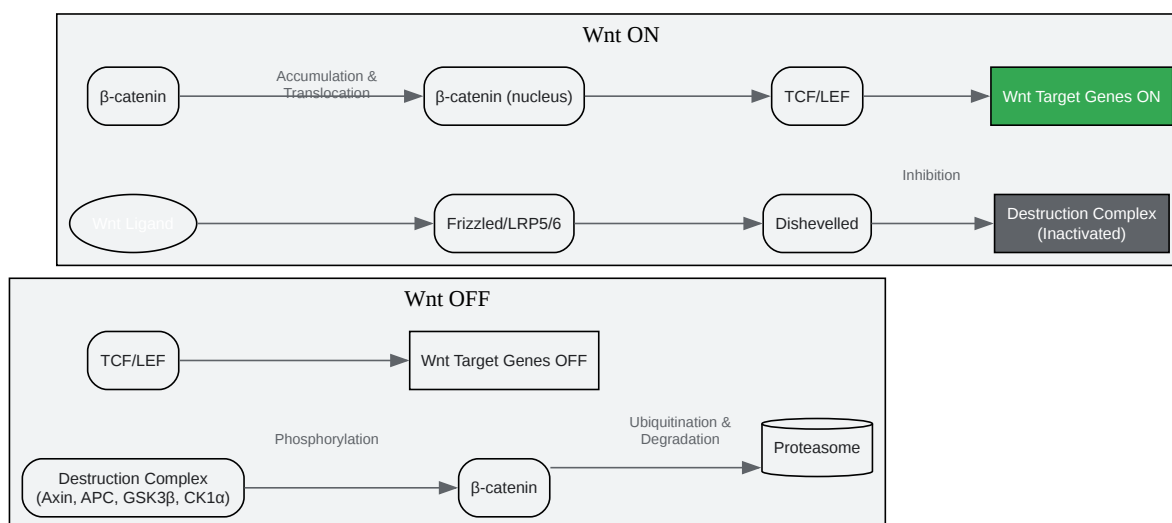 Wnt ON
Accumulation &
Translocation
β-catenin
β-catenin (nucleus)
TCF/LEF
Wnt Target Genes ON
Inhibition
Wnt Ligand
Frizzled/LRP5/6
Dishevelled
Destruction Complex
(Inactivated)
Wnt OFF
TCF/LEF
Wnt Target Genes OFF
Phosphorylation
Ubiquitination &
Degradation
Proteasome
Destruction Complex
(Axin, APC, GSK3β, CK1α)
β-catenin